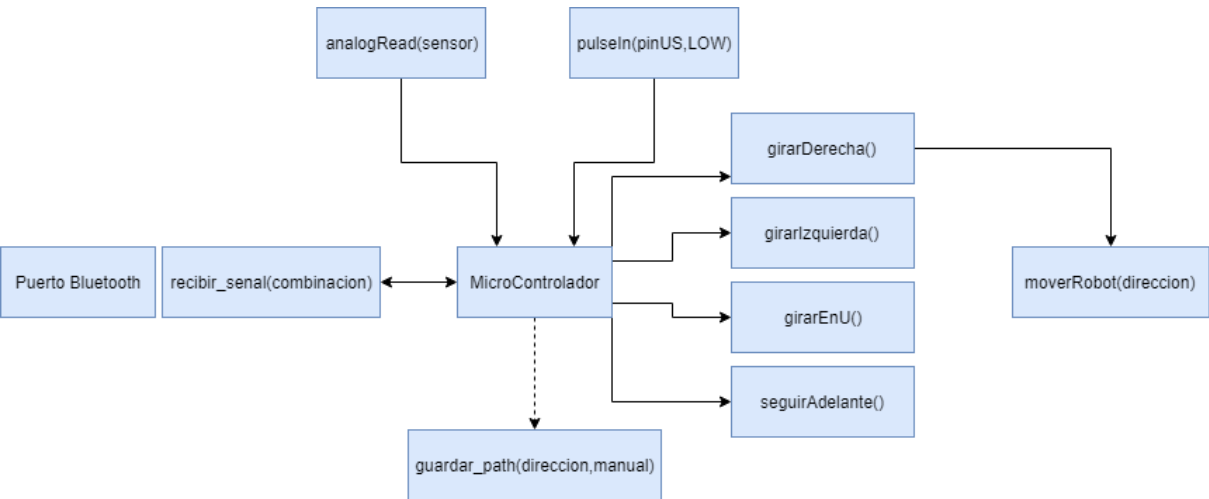 analogRead(sensor)
pulseIn(pinUS,LOW)
girarDerecha()
girarIzquierda()
Puerto Bluetooth
recibir_senal(combinacion)
MicroControlador
moverRobot(direccion)
girarEnU()
seguirAdelante()
guardar_path(direccion,manual)